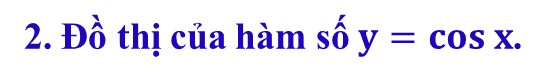 2. Đồ thị của hàm số y = cos x.